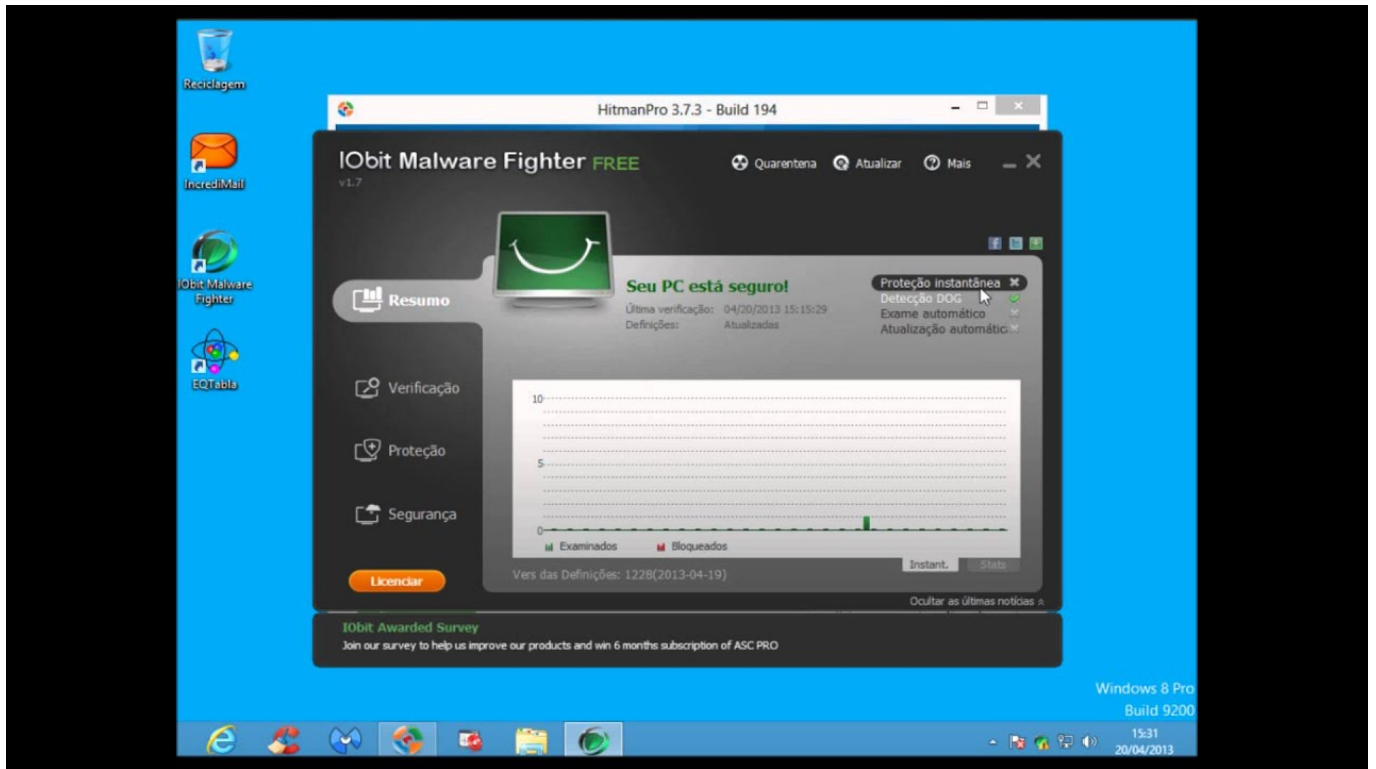 Reciclagem
HitmanPro 3.7.3 - Build 194
IncrediMail
IObit Malware Fighter FREE
v1.7
Quarentena
Atualizar
Mais
IObit Malware
Fighter
EQTabla
Resumo
Verificação
Proteção
Segurança
Licenciar
Seu PC está seguro!
Última verificação: 04/20/2013 15:15:29
Definições: Atualizadas
Proteção instantânea
Detecção DOG
Exame automático
Atualização automátic
10
5
0
Examinados Bloqueados
Vers das Definições: 1228(2013-04-19)
Instant. Stats
Ocultar as últimas notícias
IObit Awarded Survey
Join our survey to help us improve our products and win 6 months subscription of ASC PRO
Windows 8 Pro
Build 9200
15:31
20/04/2013